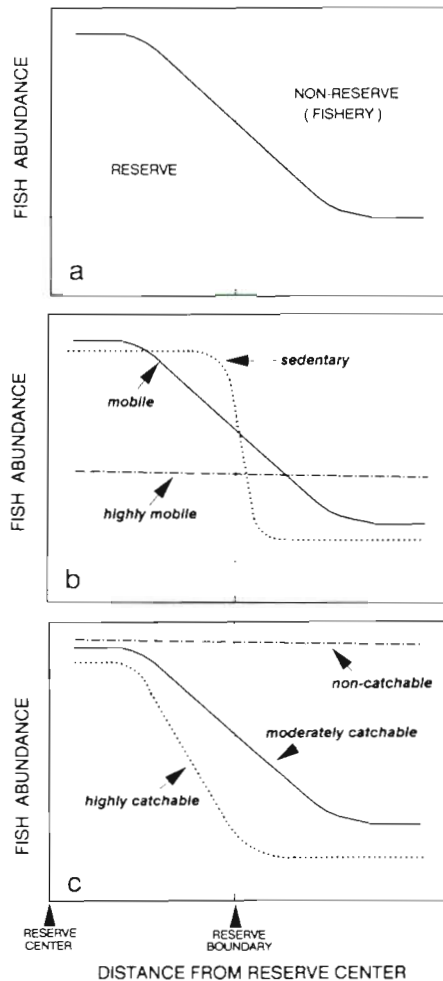 FISH ABUNDANCE
NON-RESERVE
( FISHERY )
RESERVE
a
FISH ABUNDANCE
sedentary
mobile
highly mobile
b
FISH ABUNDANCE
non-catchable
moderately catchable
highly catchable
c
RESERVE
CENTER
RESERVE
BOUNDARY
DISTANCE FROM RESERVE CENTER